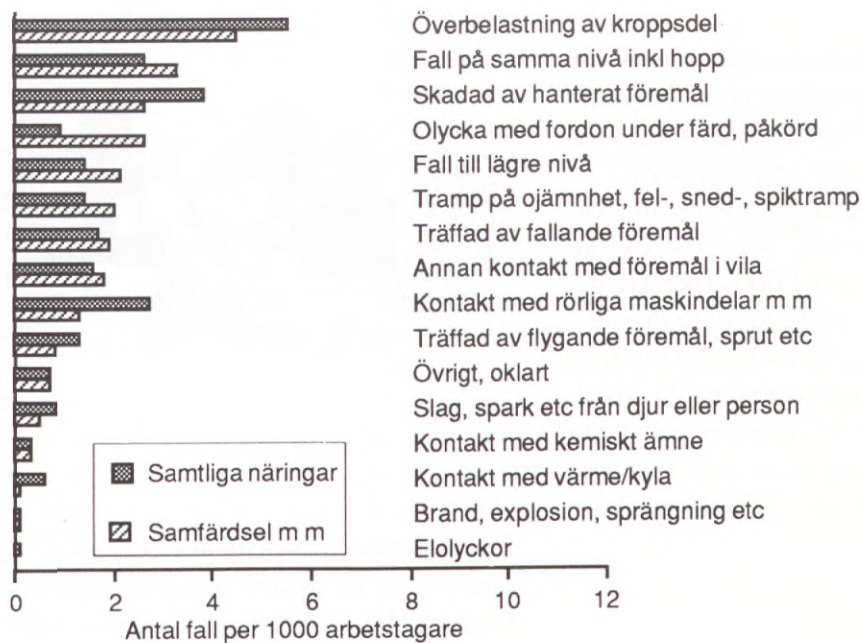 Överbelastning av kroppsdel
Fall på samma nivå inkl hopp
Skadad av hanterat föremål
Olycka med fordon under färd, påkörd
Fall till lägre nivå
Tramp på ojämnhet, fel-, sned-, spiktramp
Träffad av fallande föremål
Annan kontakt med föremål i vila
Kontakt med rörliga maskindelar m m
Träffad av flygande föremål, sprut etc
Övrigt, oklart
Slag, spark etc från djur eller person
Kontakt med kemiskt ämne
Kontakt med värme/kyla
Brand, explosion, sprängning etc
Elolyckor
Samtliga näringar
Samfärdsel m m
0 2 4 6 8 10 12
Antal fall per 1000 arbetstagare